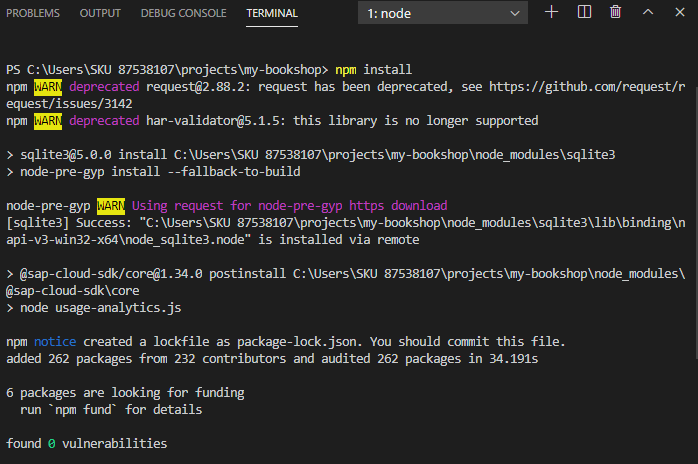 PROBLEMS OUTPUT DEBUG CONSOLE TERMINAL 1: node
PS C:\Users\SKU 87538107\projects\my-bookshop> npm install
npm WARN deprecated request@2.88.2: request has been deprecated, see https://github.com/request/r
equest/issues/3142
npm WARN deprecated har-validator@5.1.5: this library is no longer supported
> sqlite3@5.0.0 install C:\Users\SKU 87538107\projects\my-bookshop\node_modules\sqlite3
> node-pre-gyp install --fallback-to-build
node-pre-gyp WARN Using request for node-pre-gyp https download
[sqlite3] Success: "C:\Users\SKU 87538107\projects\my-bookshop\node_modules\sqlite3\lib\binding\n
api-v3-win32-x64\node_sqlite3.node" is installed via remote
> @sap-cloud-sdk/core@1.34.0 postinstall C:\Users\SKU 87538107\projects\my-bookshop\node_modules\
@sap-cloud-sdk\core
> node usage-analytics.js
npm notice created a lockfile as package-lock.json. You should commit this file.
added 262 packages from 232 contributors and audited 262 packages in 34.191s
6 packages are looking for funding
run `npm fund` for details
found 0 vulnerabilities